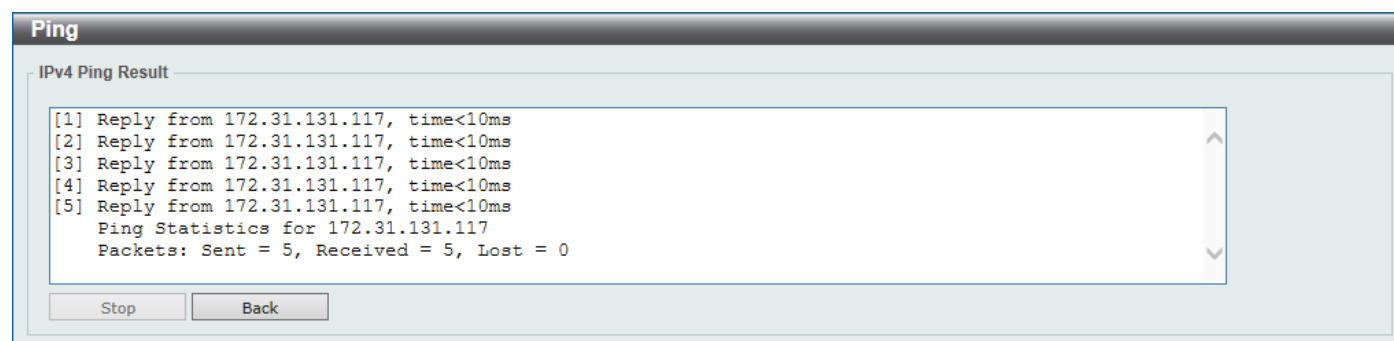 Ping
IPv4 Ping Result
[1] Reply from 172.31.131.117, time<10ms
[2] Reply from 172.31.131.117, time<10ms
[3] Reply from 172.31.131.117, time<10ms
[4] Reply from 172.31.131.117, time<10ms
[5] Reply from 172.31.131.117, time<10ms
Ping Statistics for 172.31.131.117
Packets: Sent = 5, Received = 5, Lost = 0
Stop Back